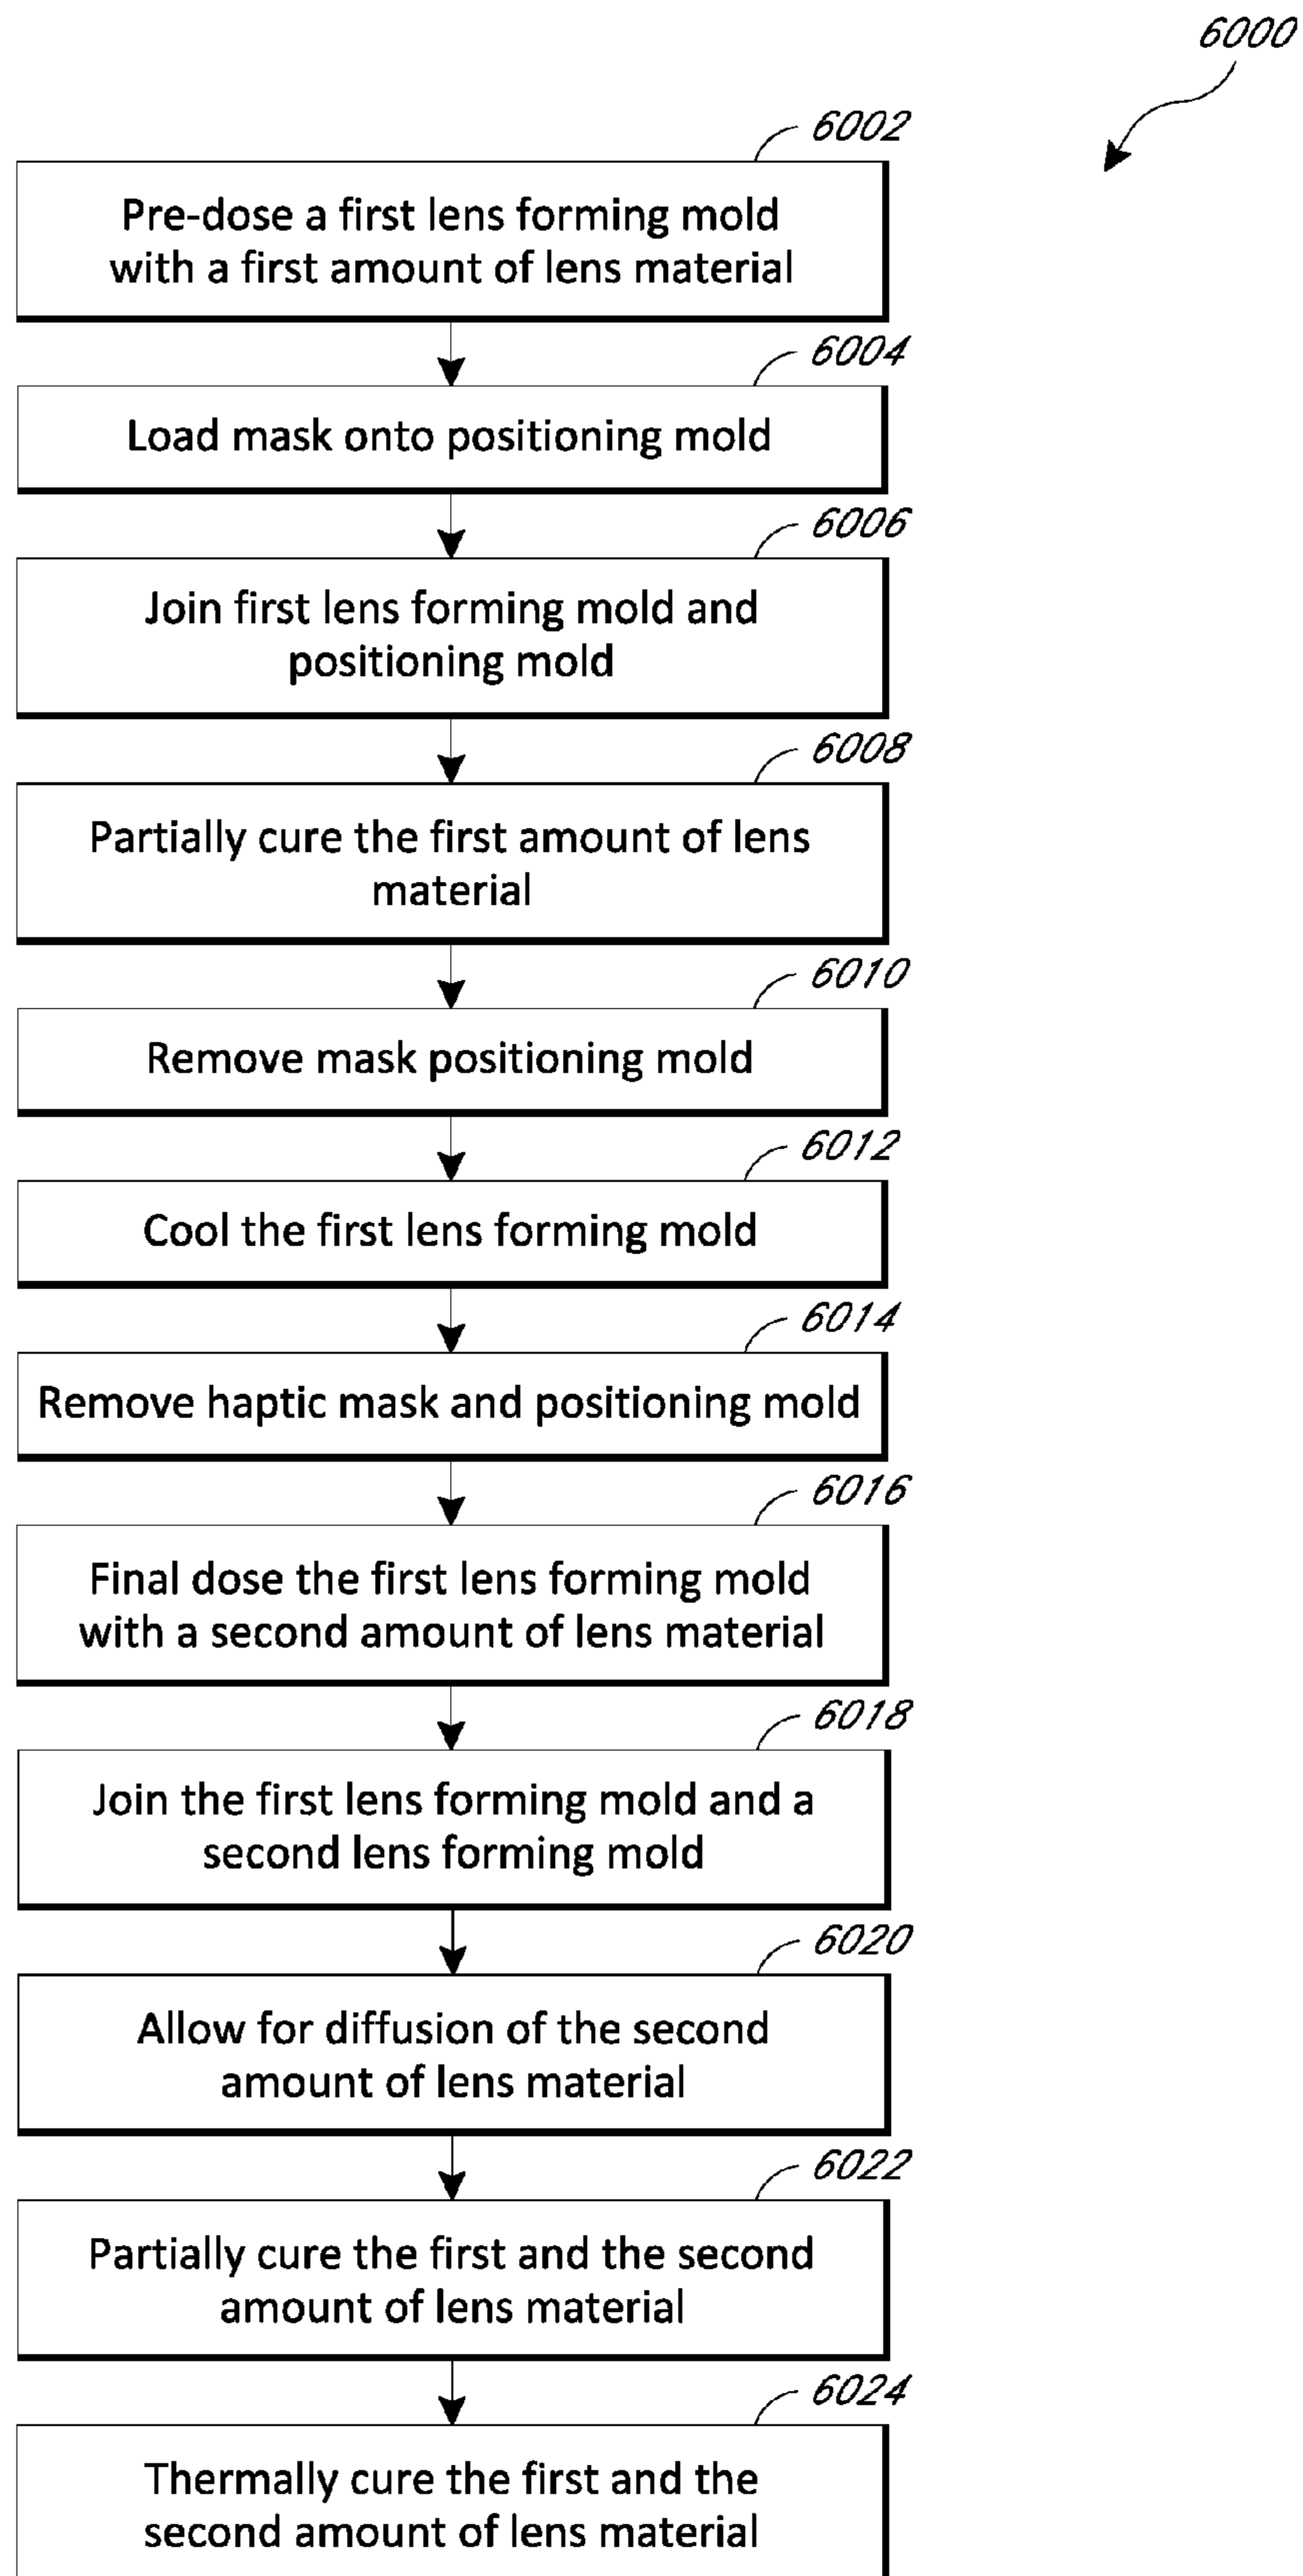 6000
6002
Pre-dose a first lens forming mold
with a first amount of lens material
6004
Load mask onto positioning mold
6006
Join first lens forming mold and
positioning mold
6008
Partially cure the first amount of lens
material
6010
Remove mask positioning mold
6012
Cool the first lens forming mold
6014
Remove haptic mask and positioning mold
6016
Final dose the first lens forming mold
with a second amount of lens material
6018
Join the first lens forming mold and a
second lens forming mold
6020
Allow for diffusion of the second
amount of lens material
6022
Partially cure the first and the second
amount of lens material
6024
Thermally cure the first and the
second amount of lens material